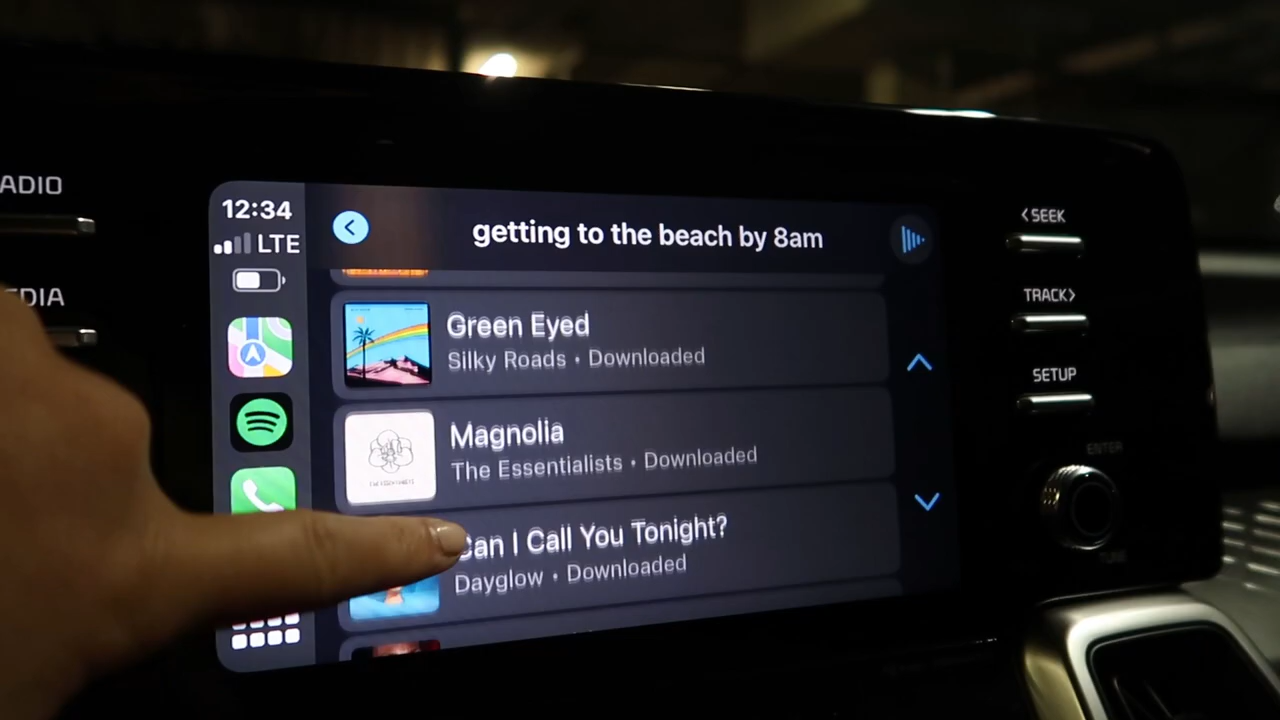 ADIO
EDIA
12:34
LTE
getting to the beach by 8am
Green Eyed
Silky Roads • Downloaded
Magnolia
The Essentialists • Downloaded
Can I Call You Tonight?
Dayglow • Downloaded
<SEEK
TRACK>
SETUP
ENTER
TUNE